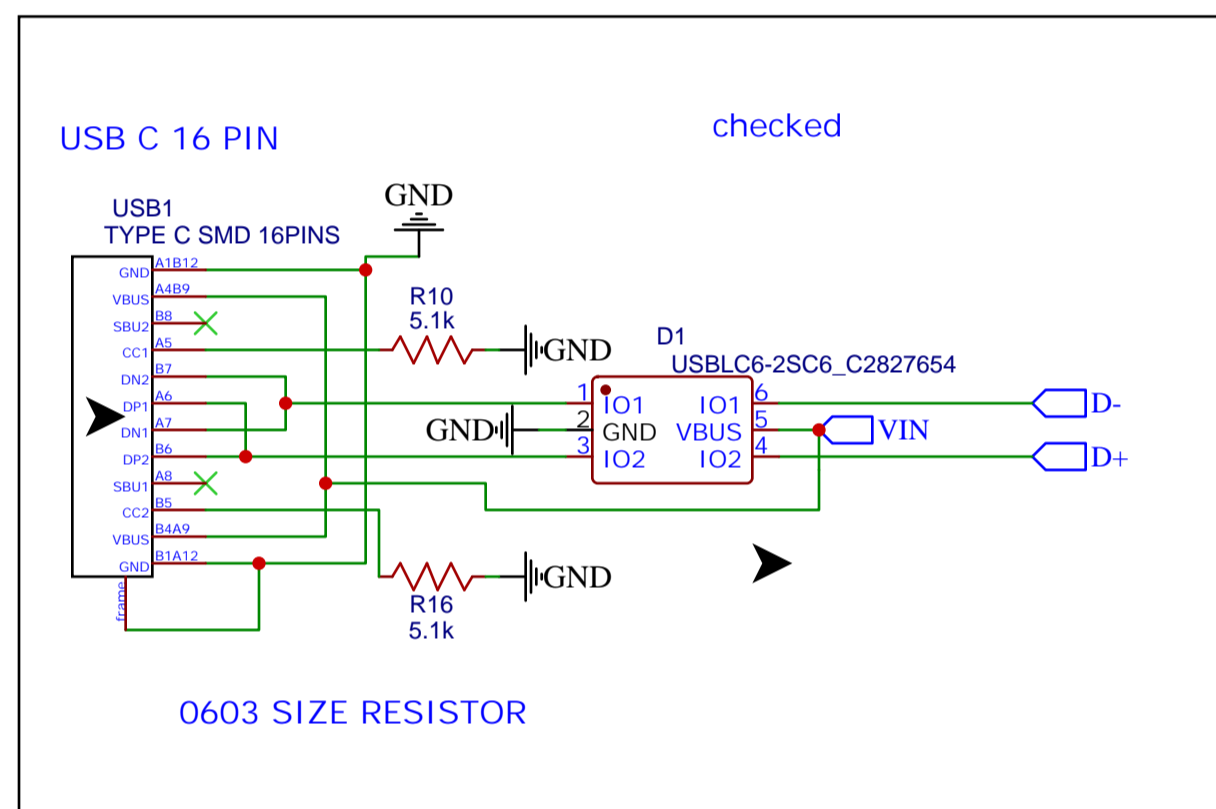 USB C 16 PIN
checked
GND
USB1
TYPE C SMD 16PINS
GND A1B12
VBUS A4B9
SBU2 B8
CC1 A5
DN2 B7
DP1 A6
DN1 A7
DP2 B6
SBU1 A8
CC2 B5
VBUS B4A9
GND B1A12
frame
R10
5.1k
GND
D1
USBLC6-2SC6_C2827654
1 IO1 IO1 6
GND 2 GND VBUS 5
3 IO2 IO2 4
D-
VIN
D+
GND
R16
5.1k
0603 SIZE RESISTOR